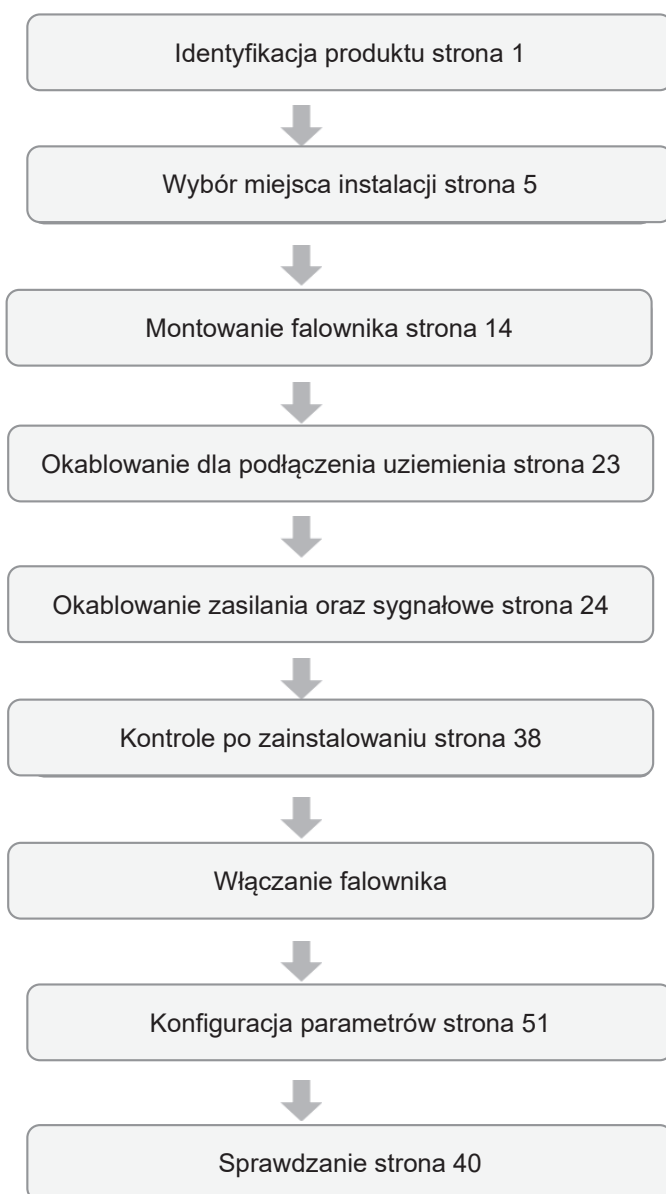 Identyfikacja produktu strona 1
Wybór miejsca instalacji strona 5
Montowanie falownika strona 14
Okablowanie dla podłączenia uziemienia strona 23
Okablowanie zasilania oraz sygnałowe strona 24
Kontrole po zainstalowaniu strona 38
Włączanie falownika
Konfiguracja parametrów strona 51
Sprawdzanie strona 40